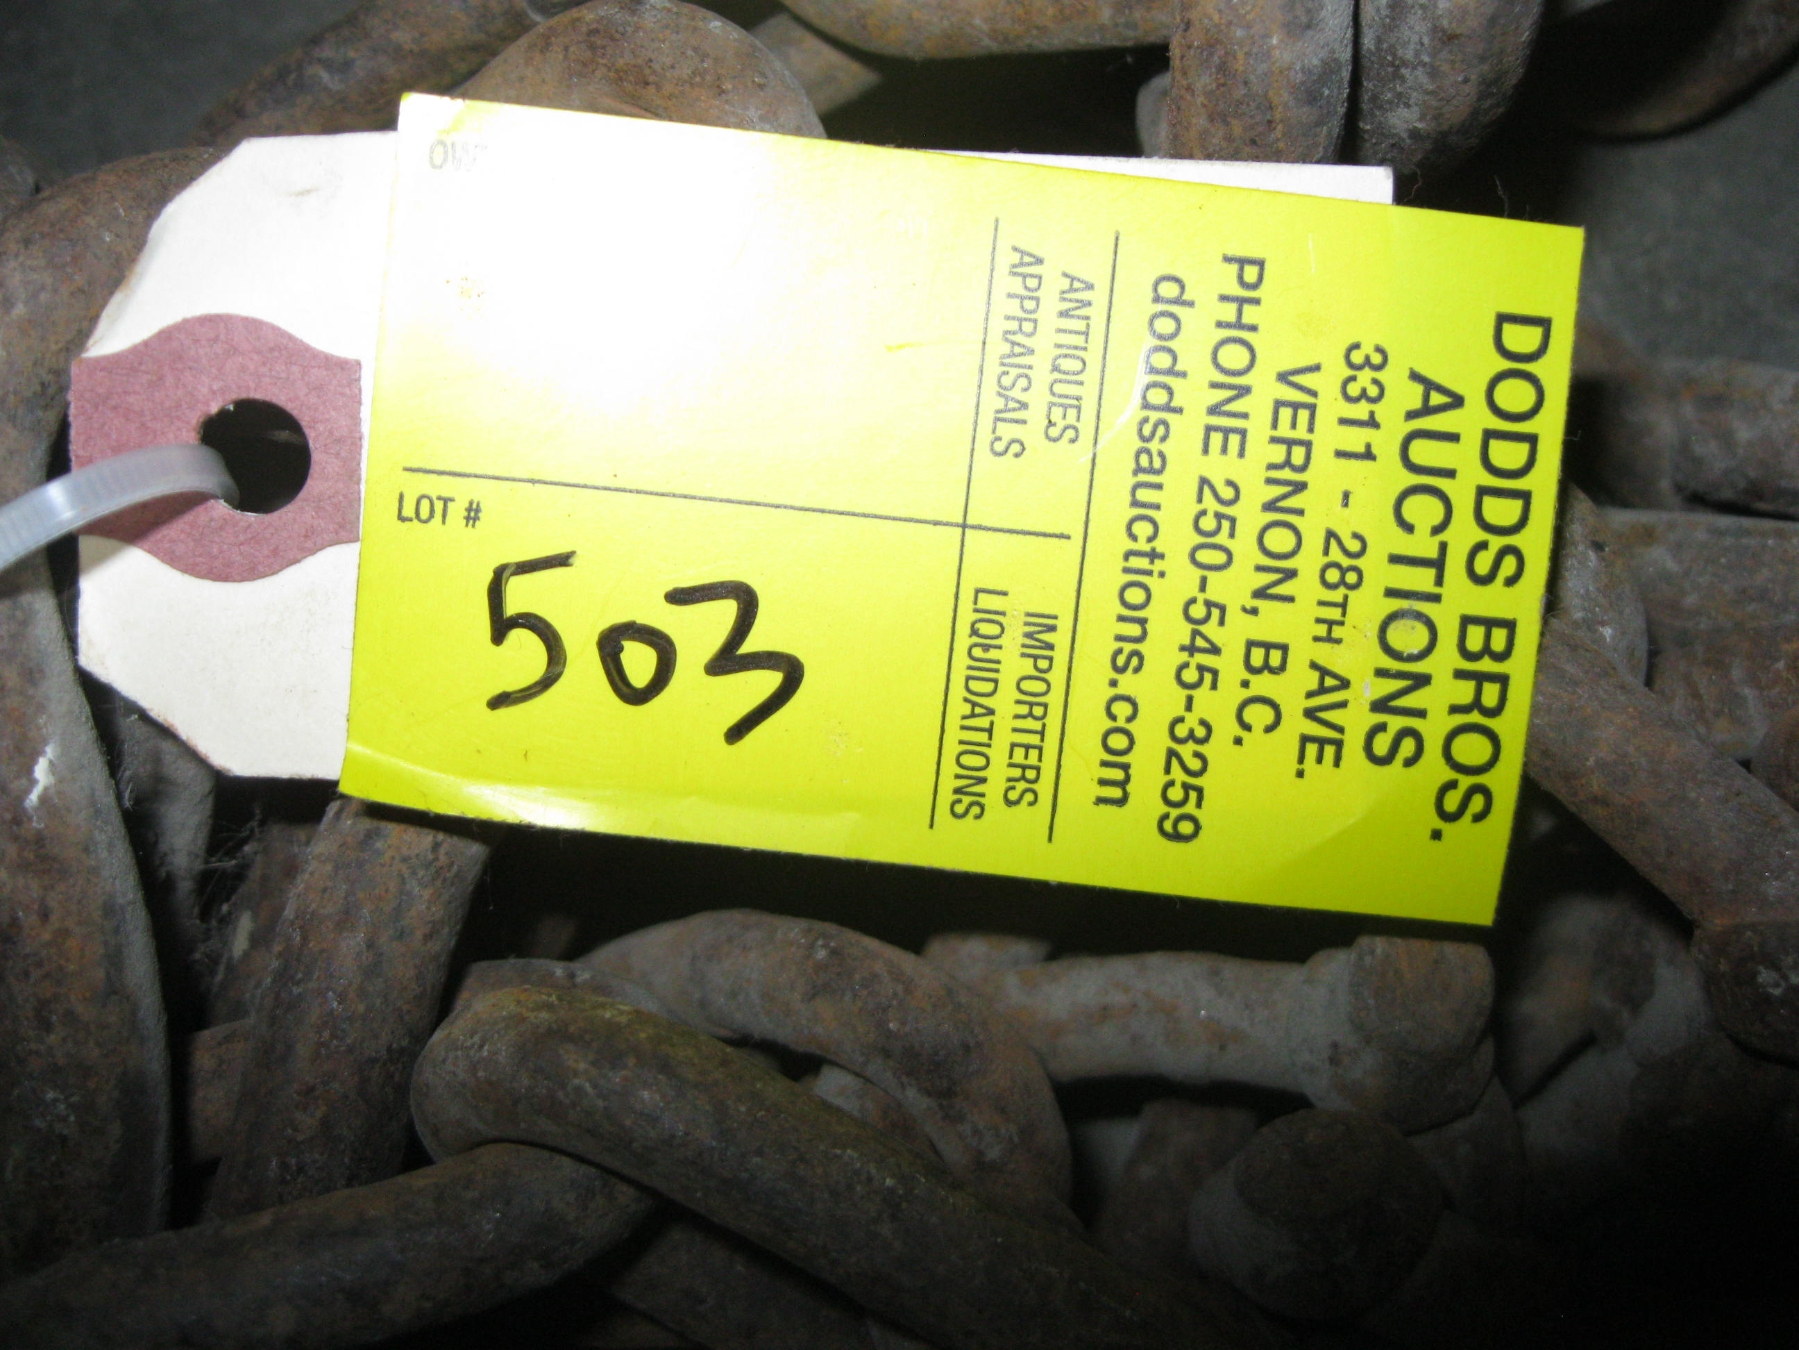 DODDS BROS.
AUCTIONS
3311 - 28TH AVE.
VERNON, B.C.
PHONE 250-545-3259
doddsauctions.com
ANTIQUES
APPRAISALS
IMPORTERS
LIQUIDATIONS
LOT #
503